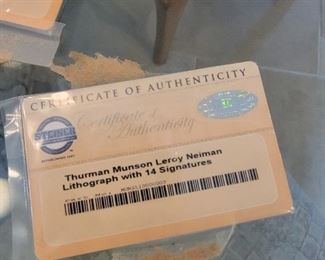 CERTIFICATE OF AUTHENTICITY
STEINER
Certificate of
Authenticity
Thurman Munson Leroy Neiman
Lithograph with 14 Signatures